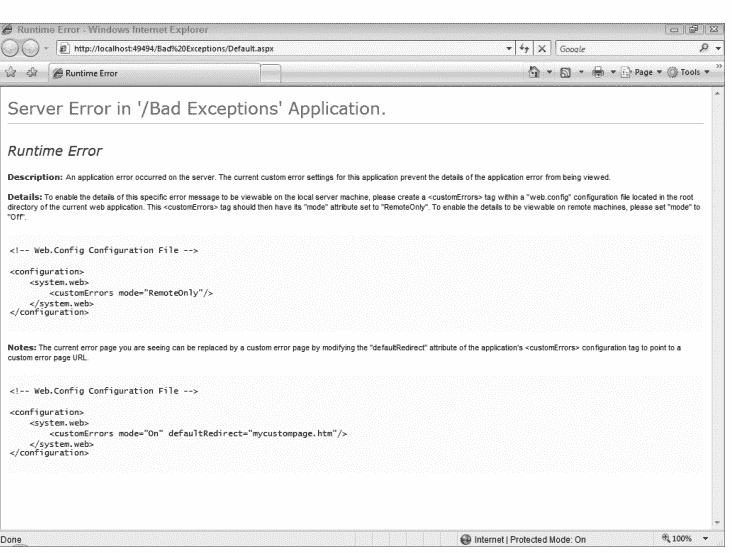 Runtime Error - Windows Internet Explorer
http://localhost:49494/Bad%20Exceptions/Default.aspx
Google
Runtime Error
Page
Tools
Server Error in '/Bad Exceptions' Application.
Runtime Error
Description: An application error occurred on the server. The current custom error settings for this application prevent the details of the application error from being viewed.
Details: To enable the details of this specific error message to be viewable on the local server machine, please create a <customErrors> tag within a "web.config" configuration file located in the root
directory of the current web application. This <customErrors> tag should then have its "mode" attribute set to "RemoteOnly". To enable the details to be viewable on remote machines, please set "mode" to
"Off".
<!-- Web.Config Configuration File -->
<configuration>
    <system.web>
        <customErrors mode="RemoteOnly"/>
    </system.web>
</configuration>
Notes: The current error page you are seeing can be replaced by a custom error page by modifying the "defaultRedirect" attribute of the application's <customErrors> configuration tag to point to a
custom error page URL.
<!-- Web.Config Configuration File -->
<configuration>
    <system.web>
        <customErrors mode="On" defaultRedirect="mycustompage.htm"/>
    </system.web>
</configuration>
Done
Internet | Protected Mode: On
100%